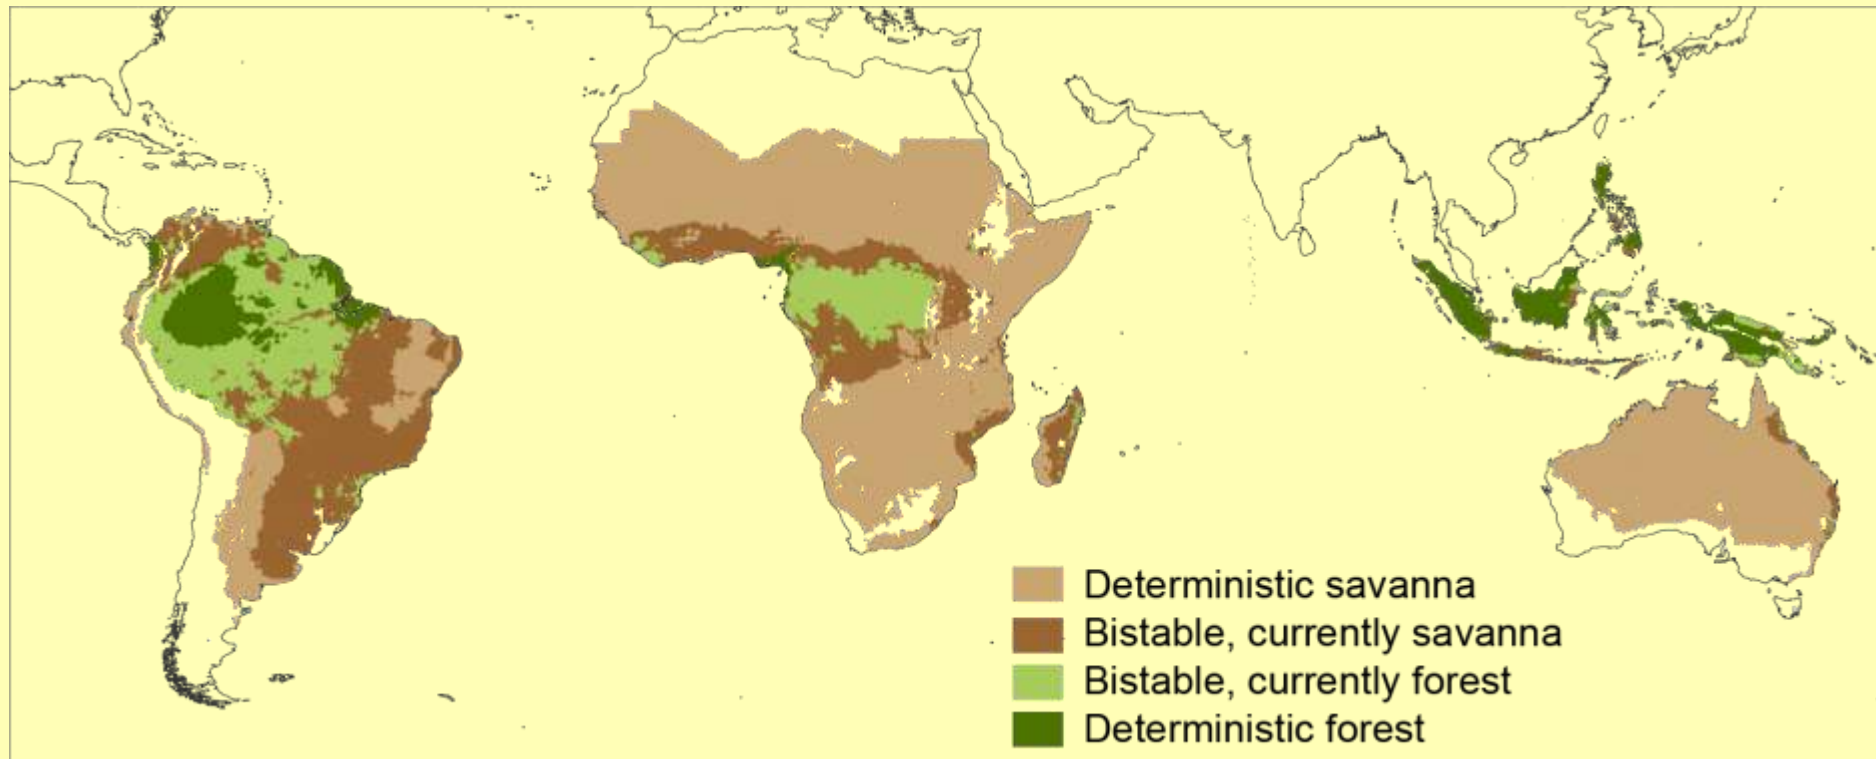 Deterministic savanna
Bistable, currently savanna
Bistable, currently forest
Deterministic forest